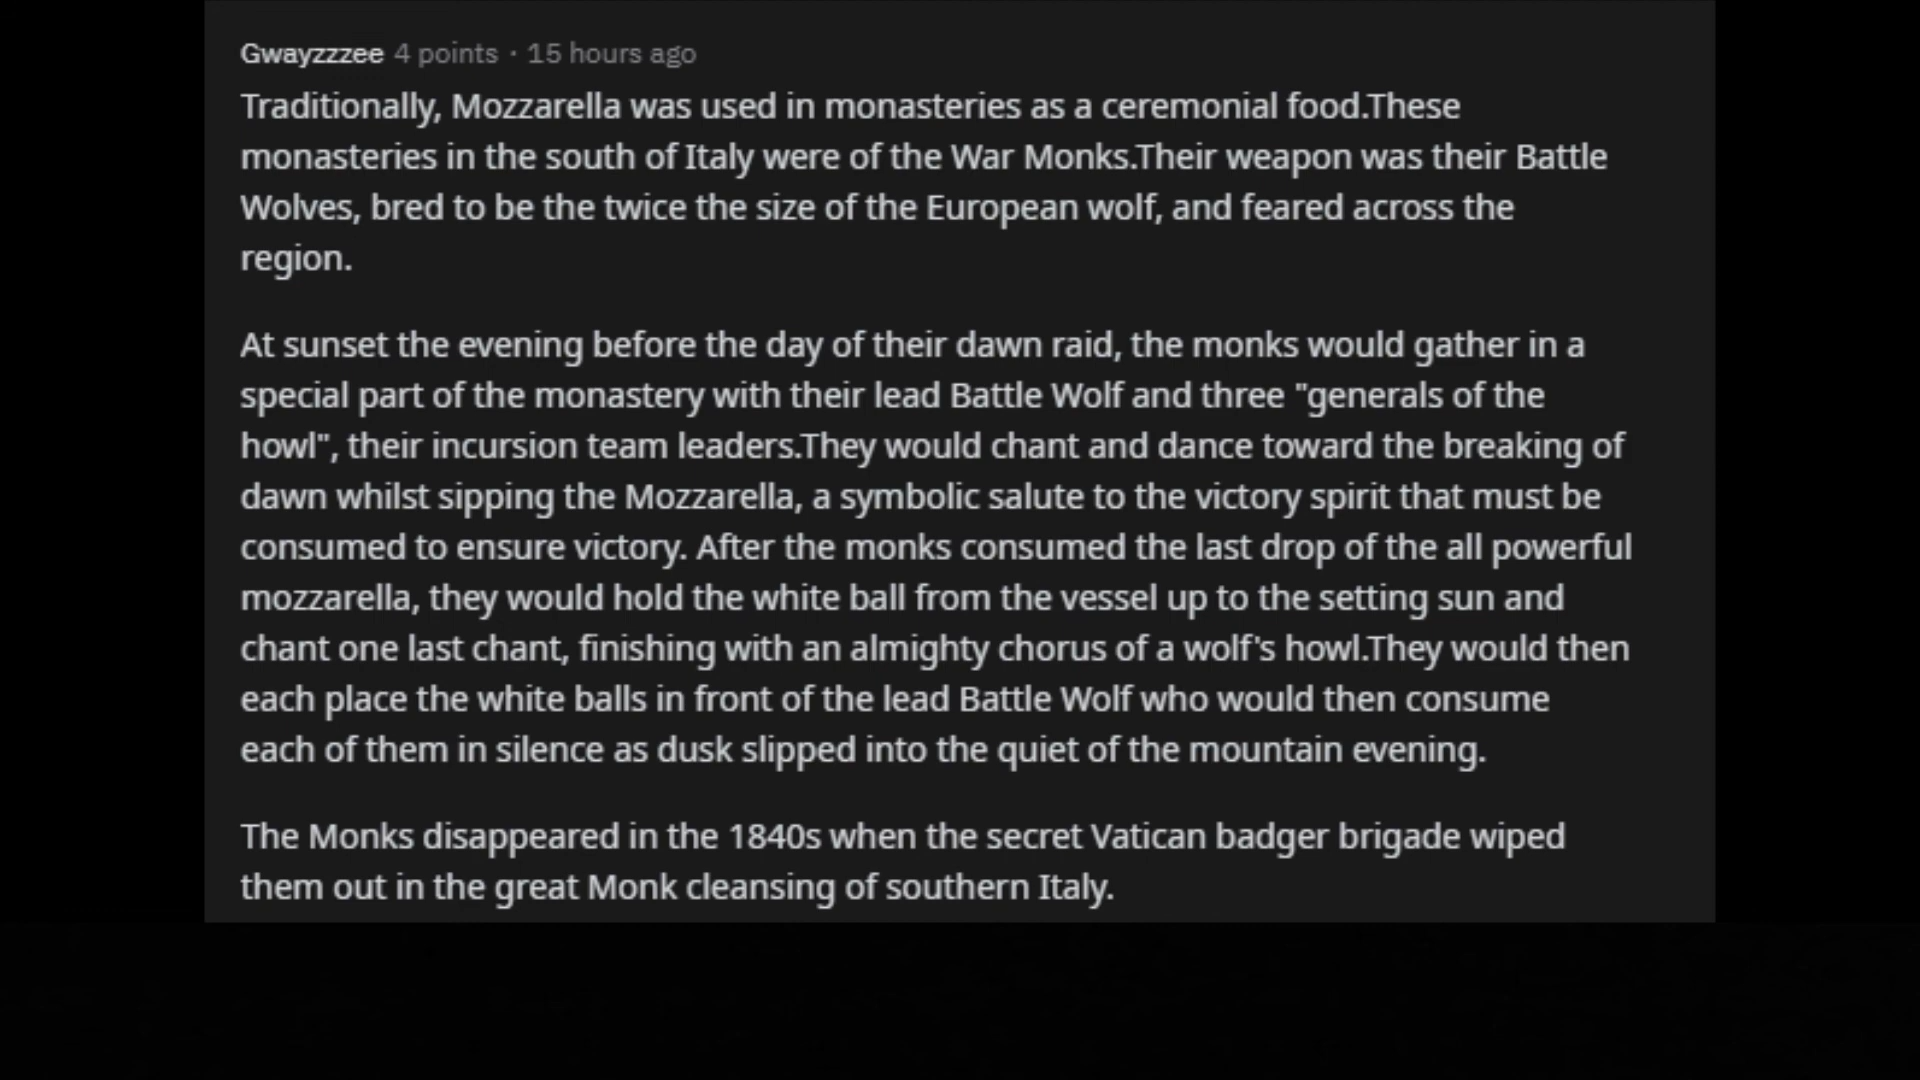 Gwayzzzee 4 points · 15 hours ago
Traditionally, Mozzarella was used in monasteries as a ceremonial food.These
monasteries in the south of Italy were of the War Monks.Their weapon was their Battle
Wolves, bred to be the twice the size of the European wolf, and feared across the
region.
At sunset the evening before the day of their dawn raid, the monks would gather in a
special part of the monastery with their lead Battle Wolf and three "generals of the
howl", their incursion team leaders.They would chant and dance toward the breaking of
dawn whilst sipping the Mozzarella, a symbolic salute to the victory spirit that must be
consumed to ensure victory. After the monks consumed the last drop of the all powerful
mozzarella, they would hold the white ball from the vessel up to the setting sun and
chant one last chant, finishing with an almighty chorus of a wolf's howl.They would then
each place the white balls in front of the lead Battle Wolf who would then consume
each of them in silence as dusk slipped into the quiet of the mountain evening.
The Monks disappeared in the 1840s when the secret Vatican badger brigade wiped
them out in the great Monk cleansing of southern Italy.